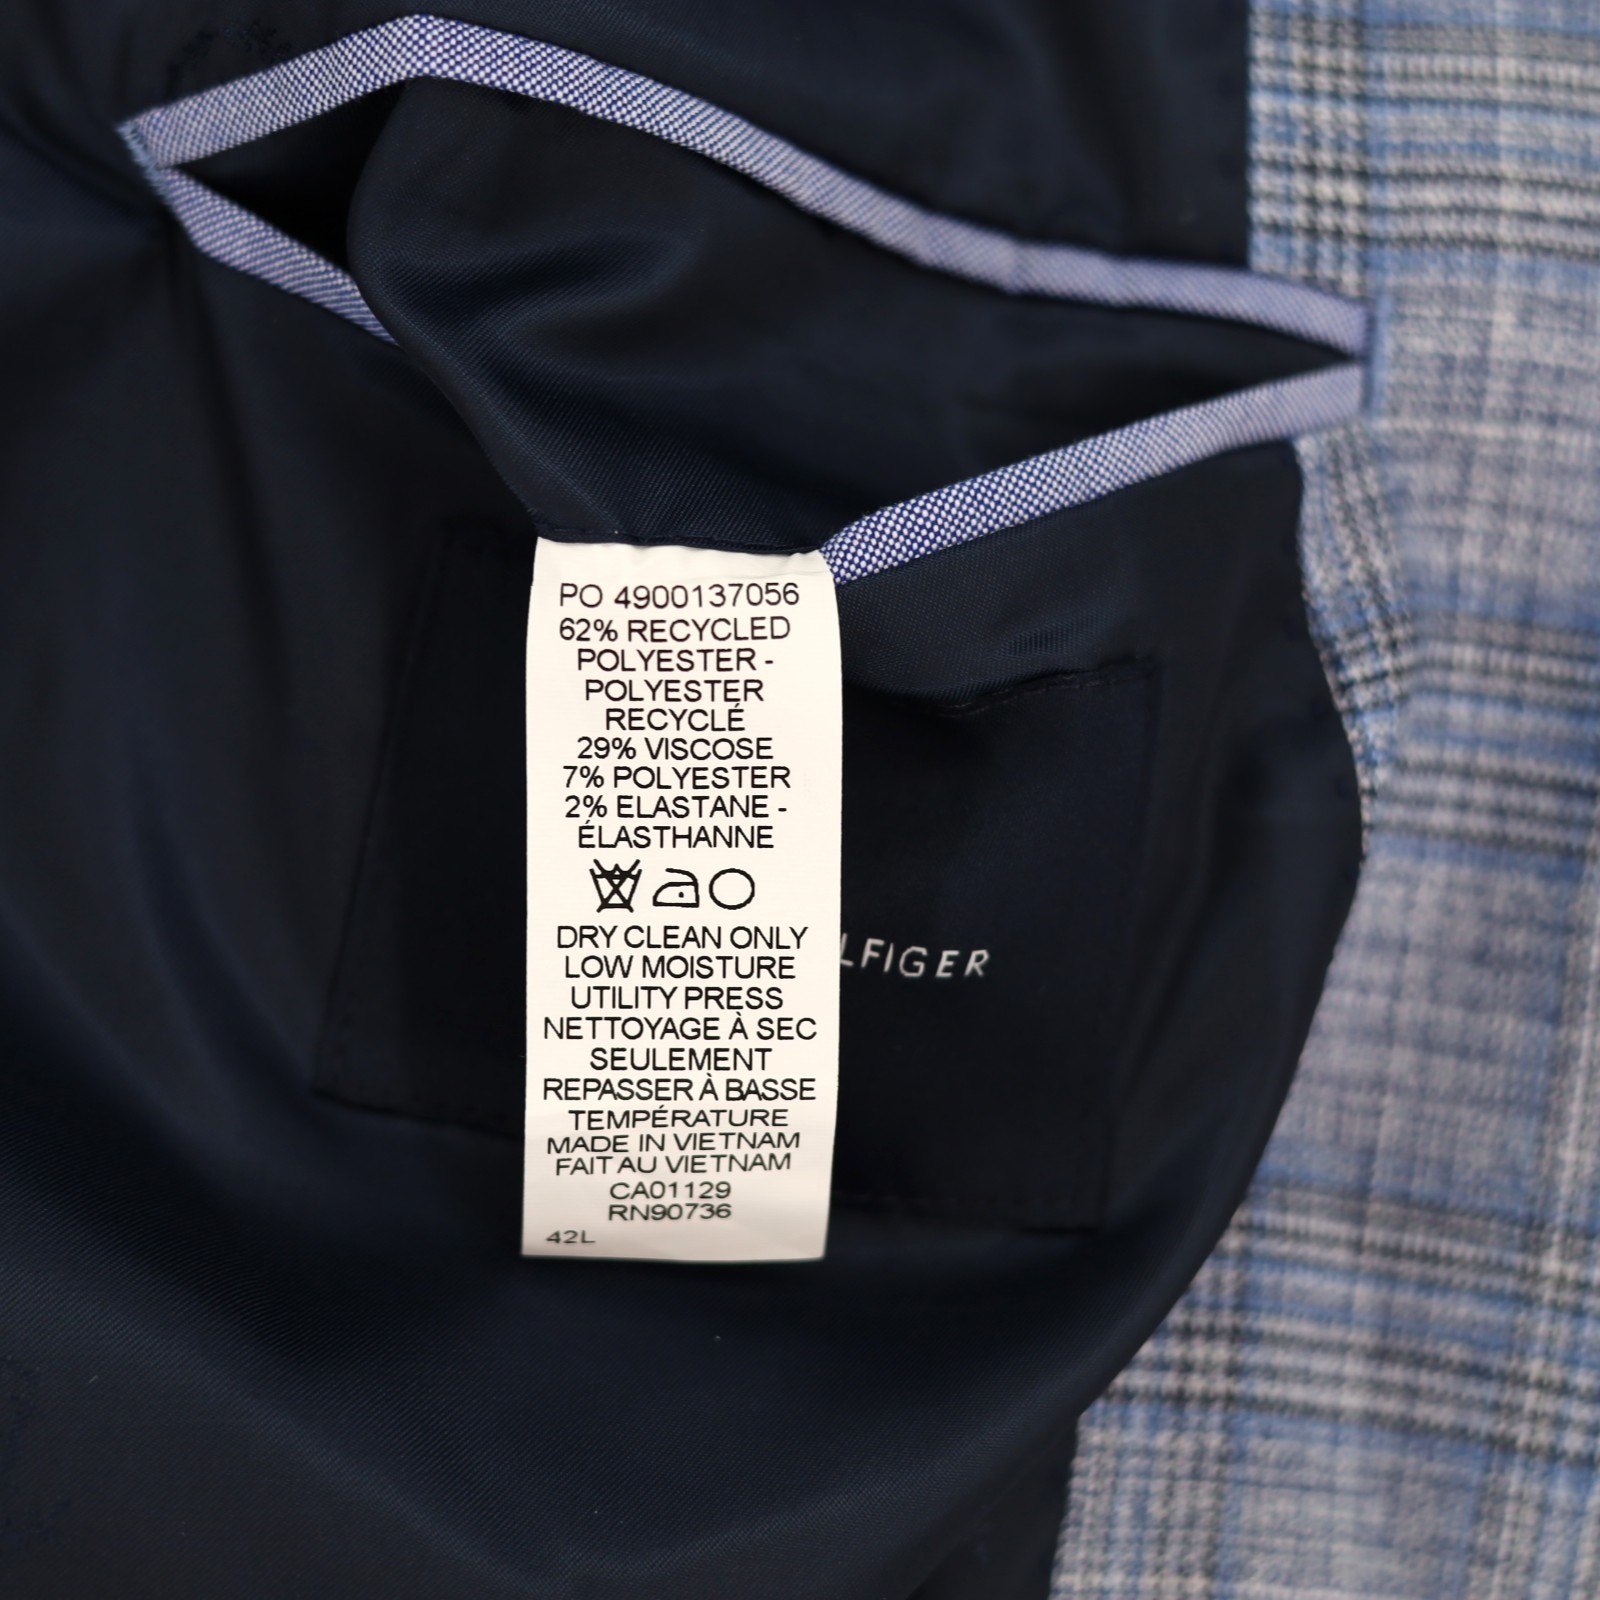 PO 4900137056
62% RECYCLED
POLYESTER -
POLYESTER
RECYCLÉ
29% VISCOSE
7% POLYESTER
2% ELASTANE -
ÉLASTHANNE
DRY CLEAN ONLY
LOW MOISTURE
UTILITY PRESS
NETTOYAGE À SEC
SEULEMENT
REPASSER À BASSE
TEMPÉRATURE
MADE IN VIETNAM
FAIT AU VIETNAM
CA01129
RN90736
42L
LFIGER